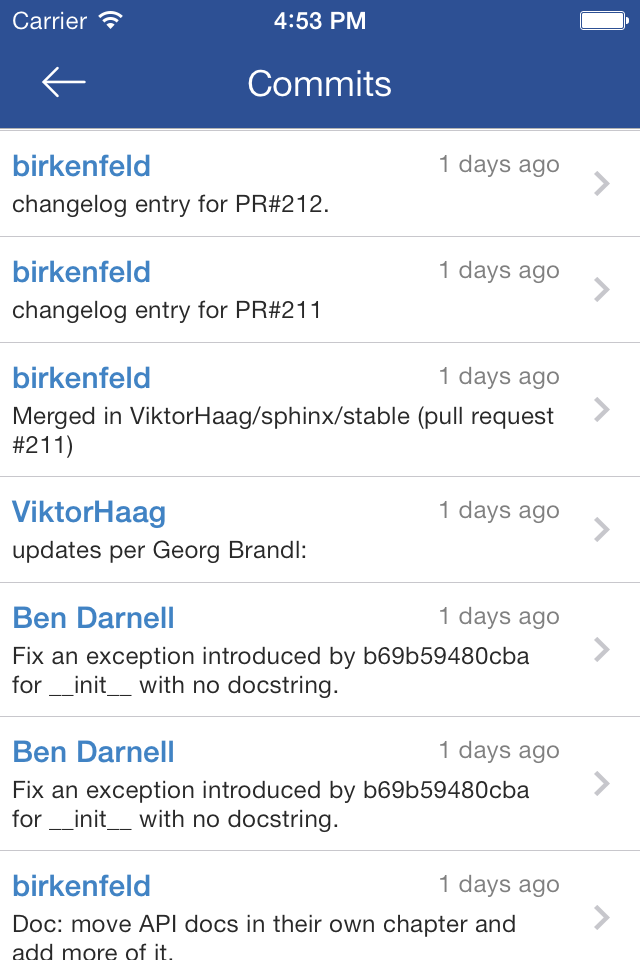 Carrier 4:53 PM
Commits
birkenfeld 1 days ago
changelog entry for PR#212.
birkenfeld 1 days ago
changelog entry for PR#211
birkenfeld 1 days ago
Merged in ViktorHaag/sphinx/stable (pull request
#211)
ViktorHaag 1 days ago
updates per Georg Brandl:
Ben Darnell 1 days ago
Fix an exception introduced by b69b59480cba
for __init__ with no docstring.
Ben Darnell 1 days ago
Fix an exception introduced by b69b59480cba
for __init__ with no docstring.
birkenfeld 1 days ago
Doc: move API docs in their own chapter and
add more of it.